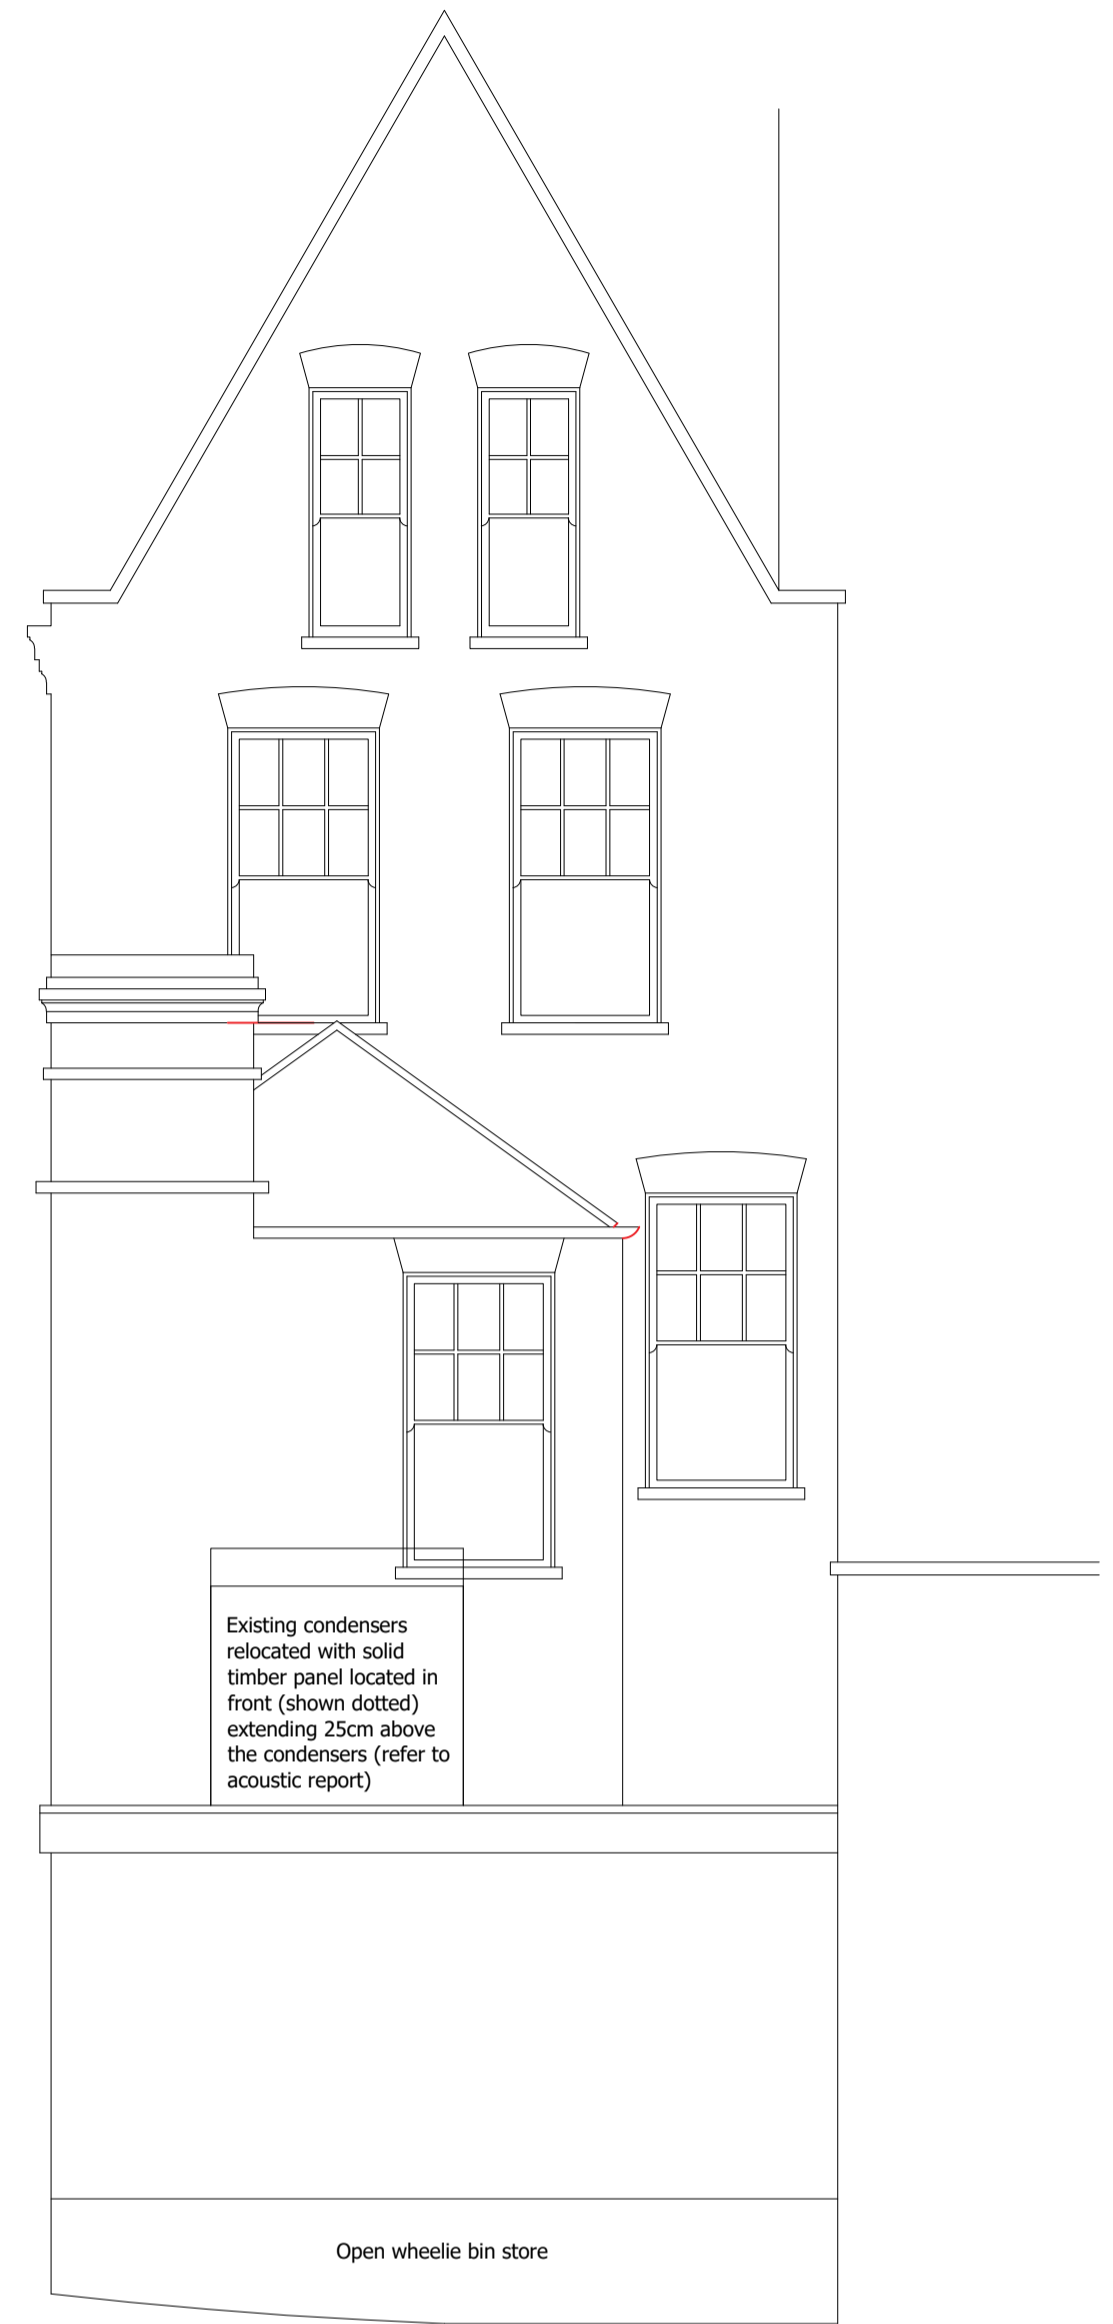 Existing condensers
relocated with solid
timber panel located in
front (shown dotted)
extending 25cm above
the condensers (refer to
acoustic report)
Open wheelie bin store